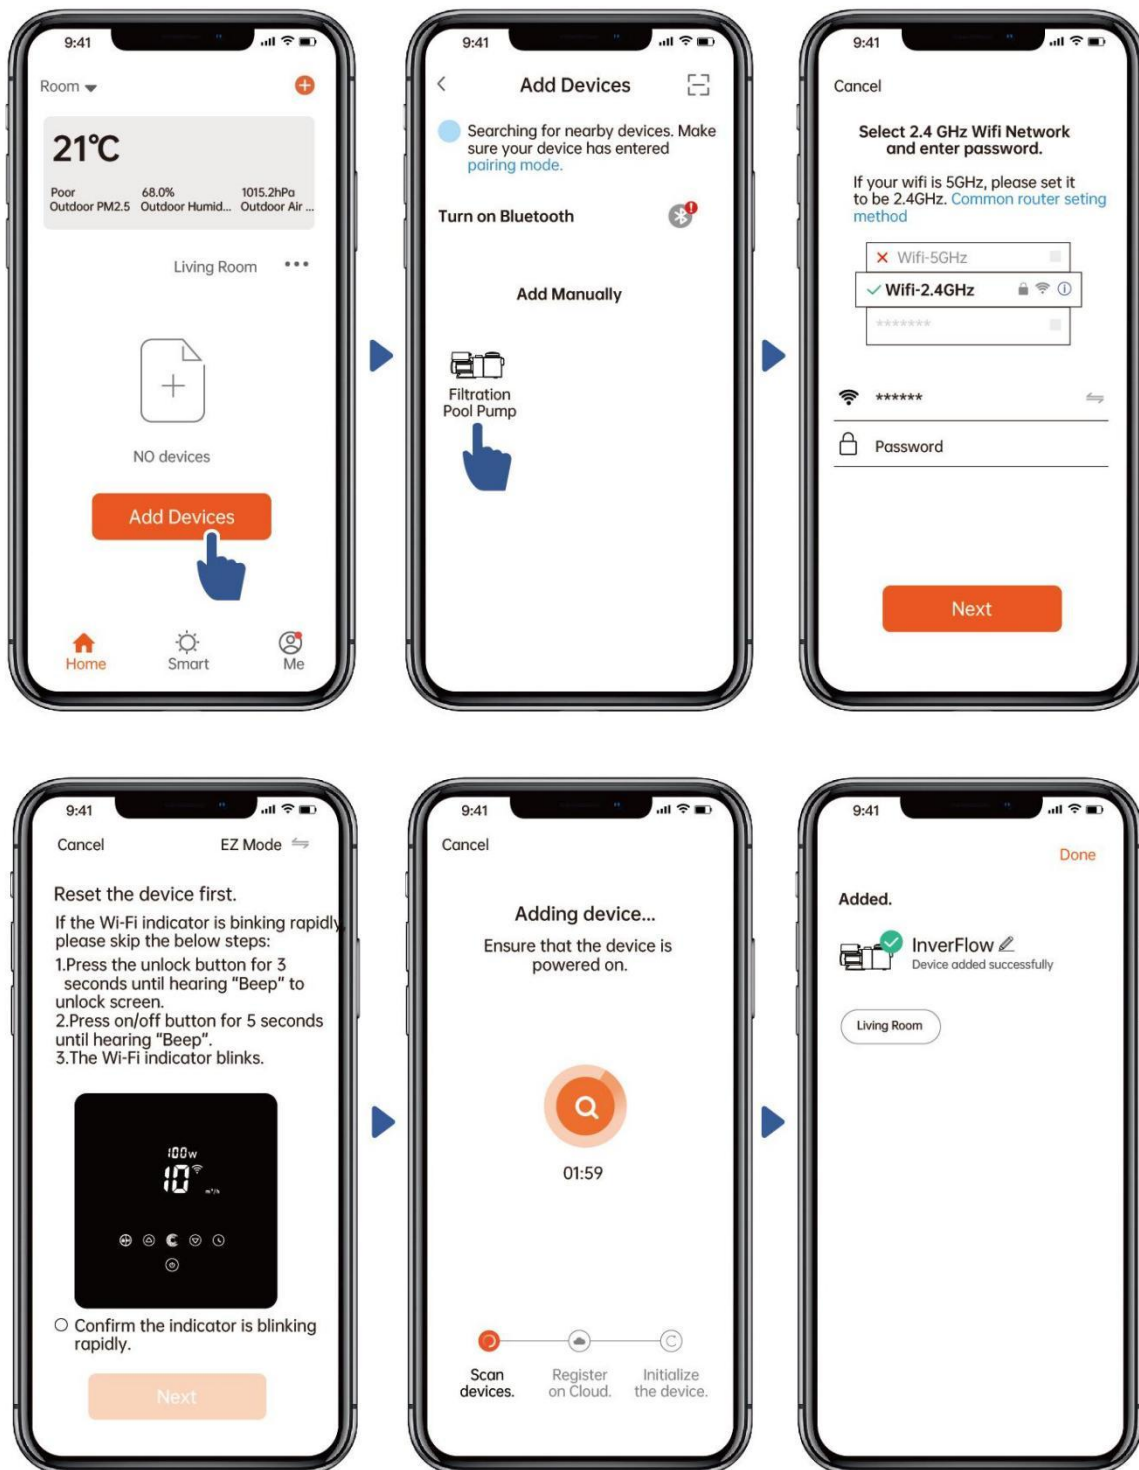 9:41
Room
21℃
Poor 68.0% 1015.2hPa
Outdoor PM2.5 Outdoor Humid... Outdoor Air ...
Living Room
NO devices
Add Devices
Home Smart Me
9:41
Add Devices
Searching for nearby devices. Make
sure your device has entered
pairing mode.
Turn on Bluetooth
Add Manually
Filtration
Pool Pump
9:41
Cancel
Select 2.4 GHz Wifi Network
and enter password.
If your wifi is 5GHz, please set it
to be 2.4GHz. Common router seting
method
Wifi-5GHz
Wifi-2.4GHz
*******
******
Password
Next
9:41
Cancel EZ Mode
Reset the device first.
If the Wi-Fi indicator is binking rapidly,
please skip the below steps:
1.Press the unlock button for 3
seconds until hearing "Beep" to
unlock screen.
2.Press on/off button for 5 seconds
until hearing "Beep".
3.The Wi-Fi indicator blinks.
100w
10
m³/h
Confirm the indicator is blinking
rapidly.
Next
9:41
Cancel
Adding device...
Ensure that the device is
powered on.
01:59
Scan Register Initialize
devices. on Cloud. the device.
9:41
Done
Added.
InverFlow
Device added successfully
Living Room